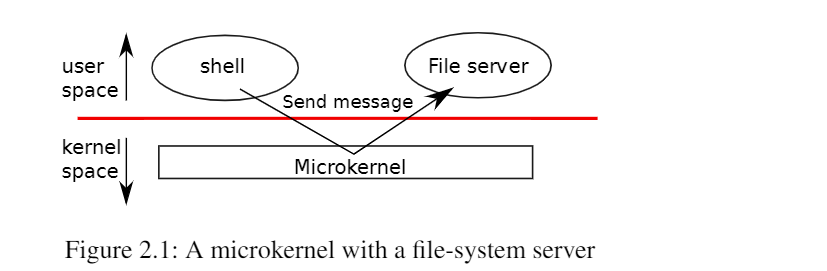 user
space
shell
File server
Send message
kernel
space
Microkernel
Figure 2.1: A microkernel with a file-system server